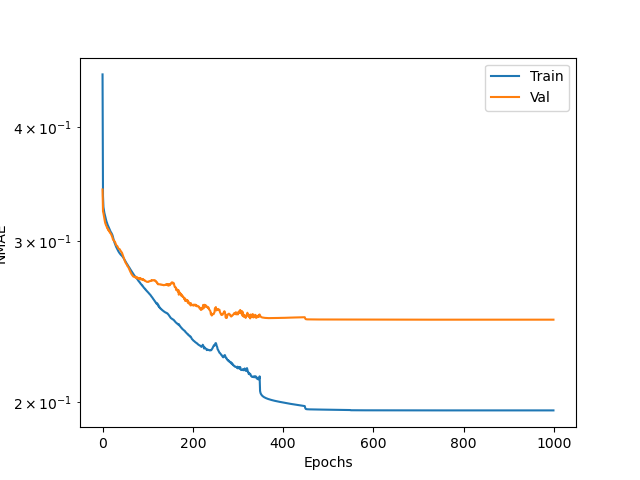 Train
Val
4 × 10⁻¹
3 × 10⁻¹
2 × 10⁻¹
NMAE
0 200 400 600 800 1000
Epochs